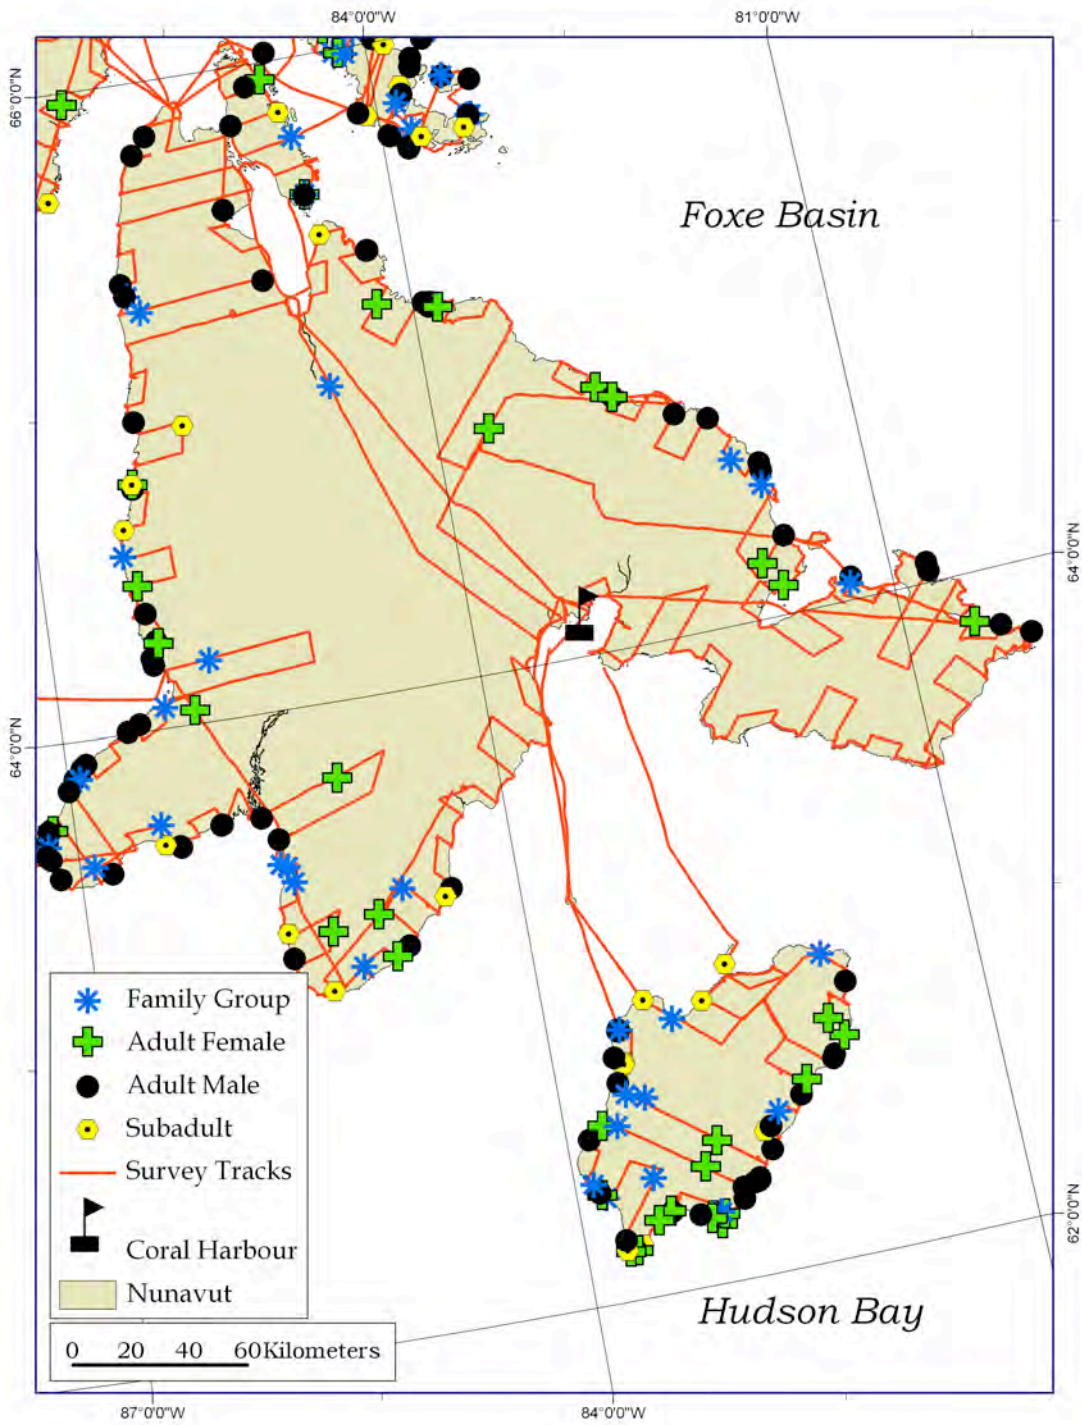 84°0'0"W
81°0'0"W
66°0'0"N
Foxe Basin
64°0'0"N
64°0'0"N
Family Group
Adult Female
Adult Male
Subadult
Survey Tracks
Coral Harbour
Nunavut
62°0'0"N
Hudson Bay
0 20 40 60Kilometers
87°0'0"W
84°0'0"W